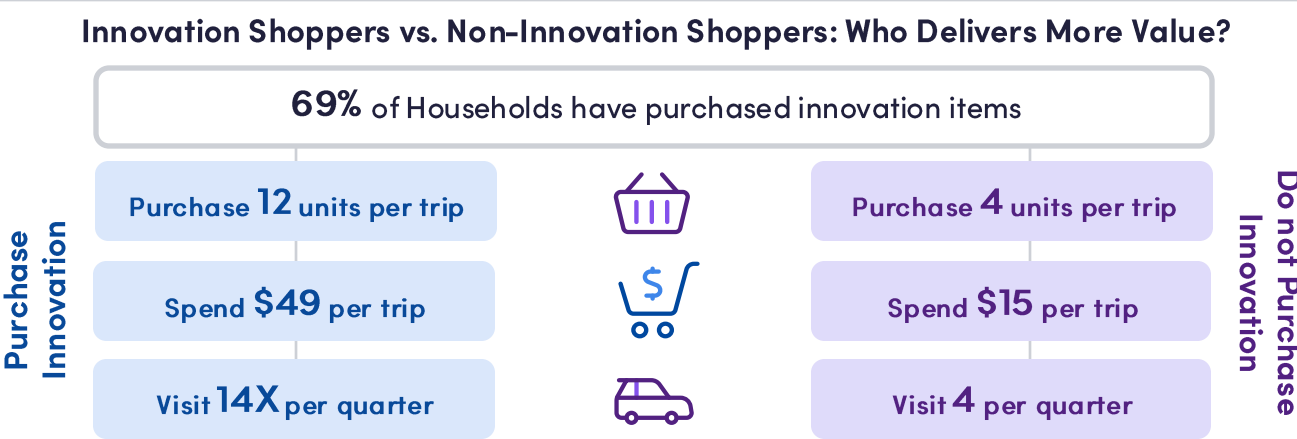 Innovation Shoppers vs. Non-Innovation Shoppers: Who Delivers More Value?
69% of Households have purchased innovation items
Purchase
Innovation
Purchase 12 units per trip
Spend $49 per trip
Visit 14X per quarter
$
Purchase 4 units per trip
Spend $15 per trip
Visit 4 per quarter
Do not Purchase
Innovation